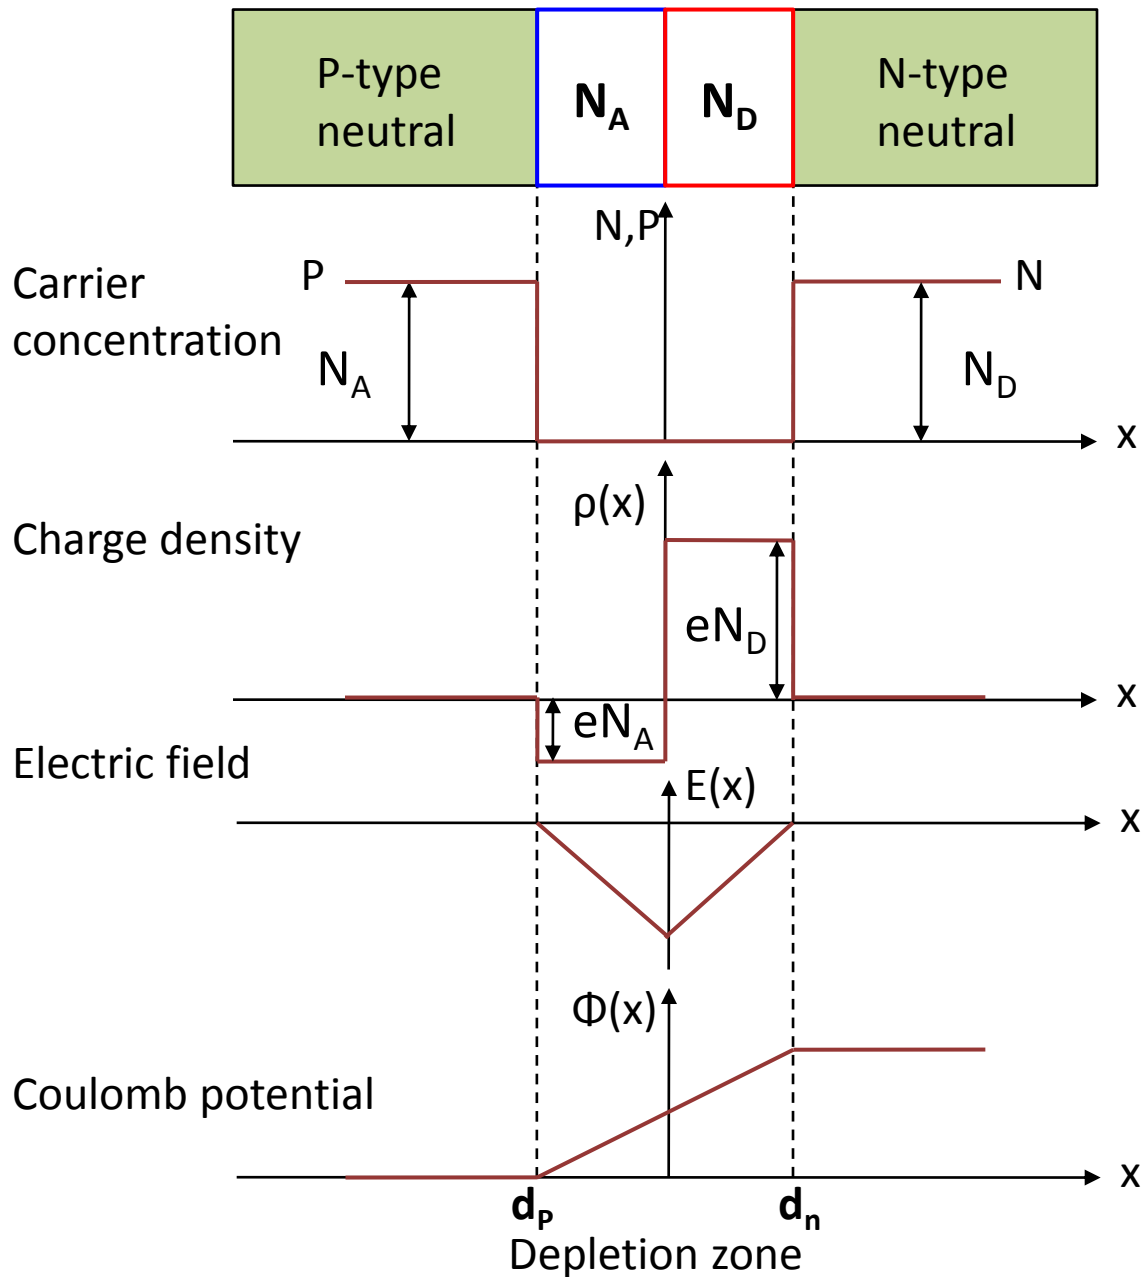 P-type
neutral
N_A
N_D
N-type
neutral
N,P
P
N
Carrier
concentration
N_A
N_D
x
ρ(x)
Charge density
eN_D
x
eN_A
Electric field
E(x)
x
Φ(x)
Coulomb potential
x
d_P
d_n
Depletion zone